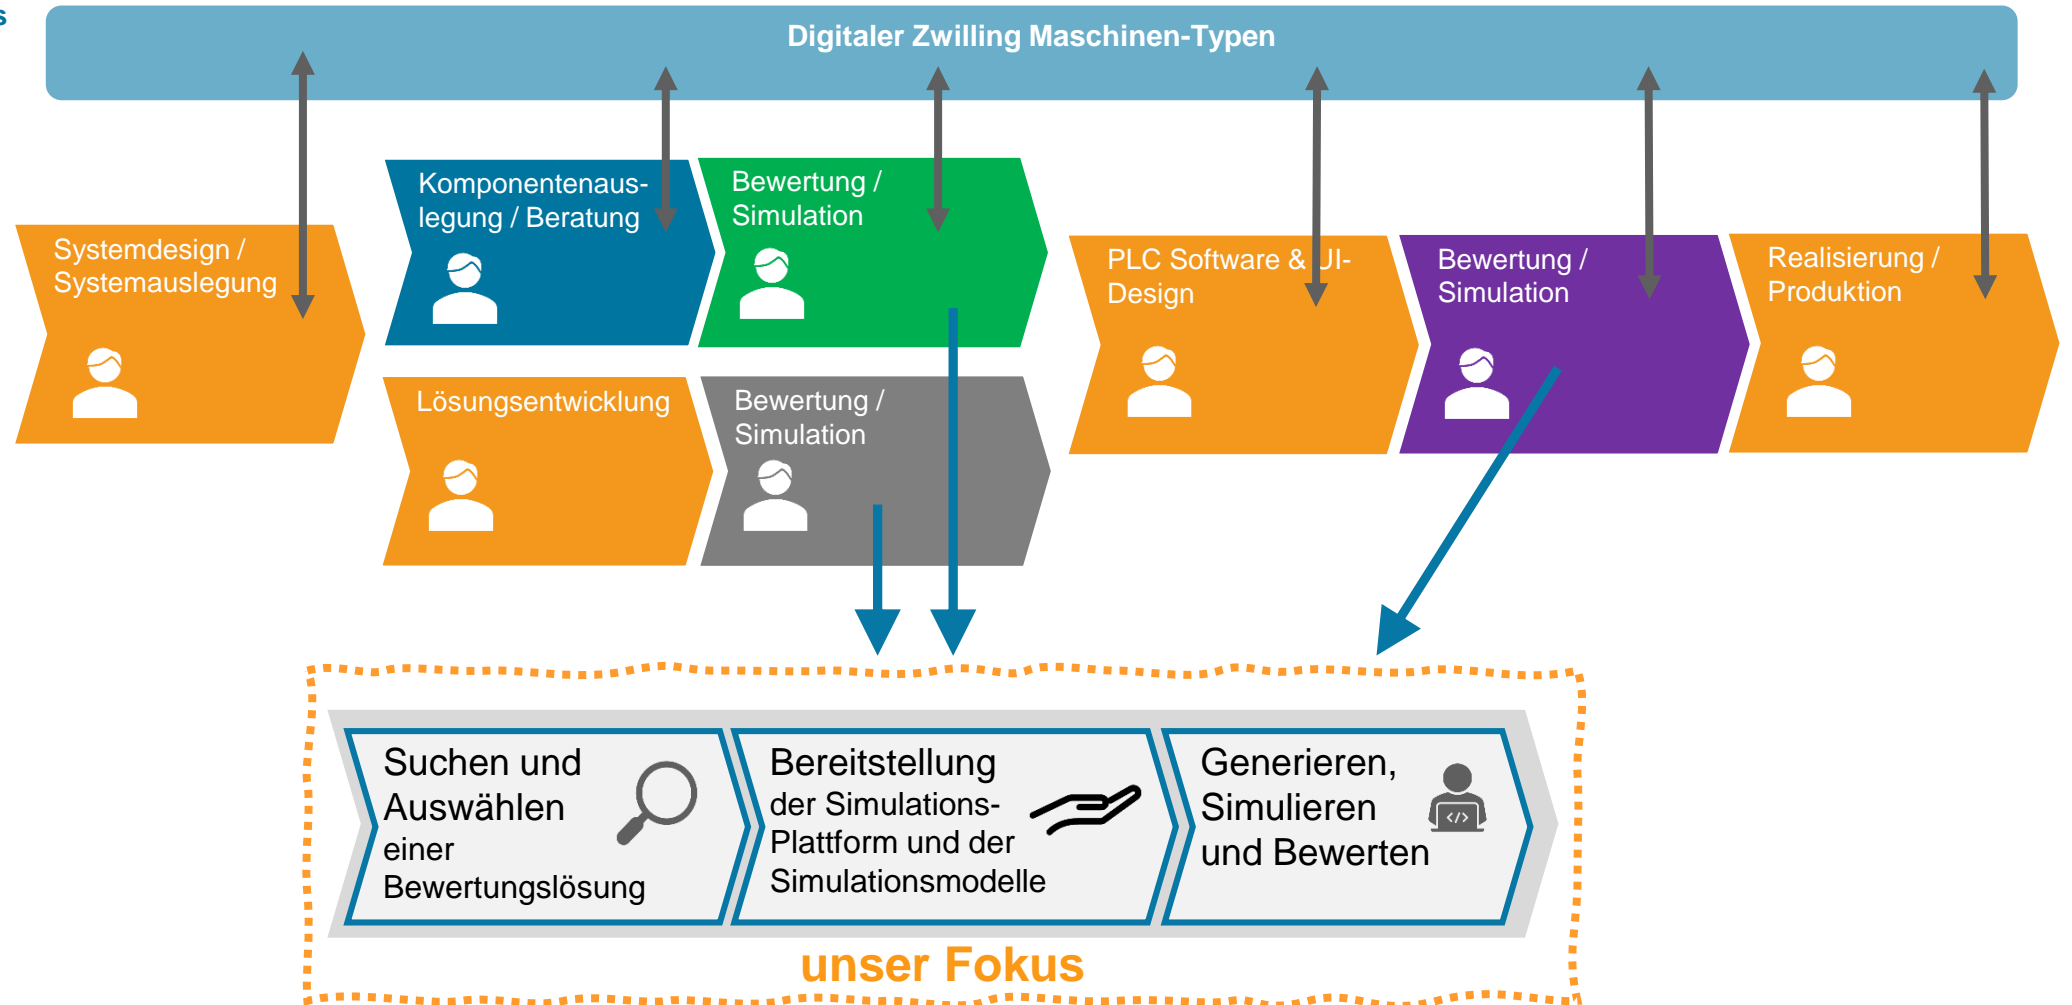 s
Digitaler Zwilling Maschinen-Typen
Systemdesign /
Systemauslegung
Komponentenaus-
legung / Beratung
Bewertung /
Simulation
Lösungsentwicklung
Bewertung /
Simulation
PLC Software & UI-
Design
Bewertung /
Simulation
Realisierung /
Produktion
Suchen und
Auswählen
einer
Bewertungslösung
Bereitstellung
der Simulations-
Plattform und der
Simulationsmodelle
Generieren,
Simulieren
und Bewerten
</>
unser Fokus